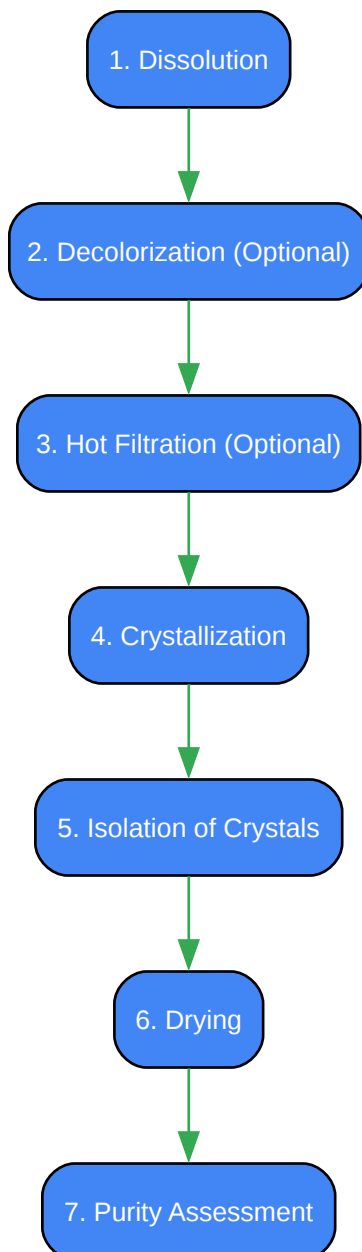 1. Dissolution
2. Decolorization (Optional)
3. Hot Filtration (Optional)
4. Crystallization
5. Isolation of Crystals
6. Drying
7. Purity Assessment